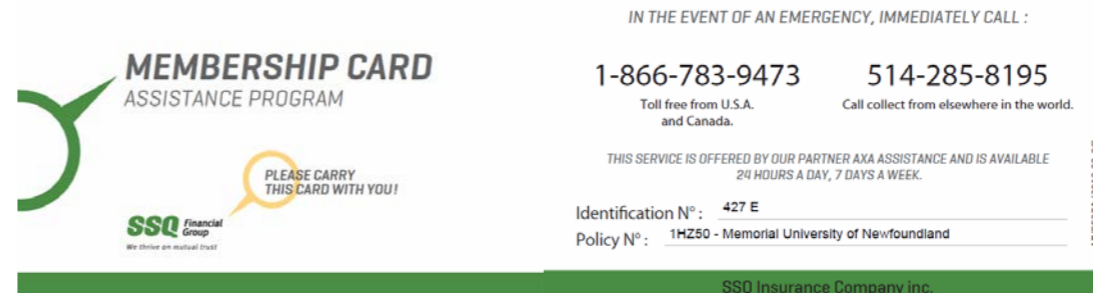 MEMBERSHIP CARD
ASSISTANCE PROGRAM
PLEASE CARRY
THIS CARD WITH YOU!
SSQ Financial
Group
We thrive on mutual trust
IN THE EVENT OF AN EMERGENCY, IMMEDIATELY CALL :
1-866-783-9473
Toll free from U.S.A.
and Canada.
514-285-8195
Call collect from elsewhere in the world.
THIS SERVICE IS OFFERED BY OUR PARTNER AXA ASSISTANCE AND IS AVAILABLE
24 HOURS A DAY, 7 DAYS A WEEK.
Identification N° : 427 E
Policy N° : 1HZ50 - Memorial University of Newfoundland
SSQ Insurance Company inc.